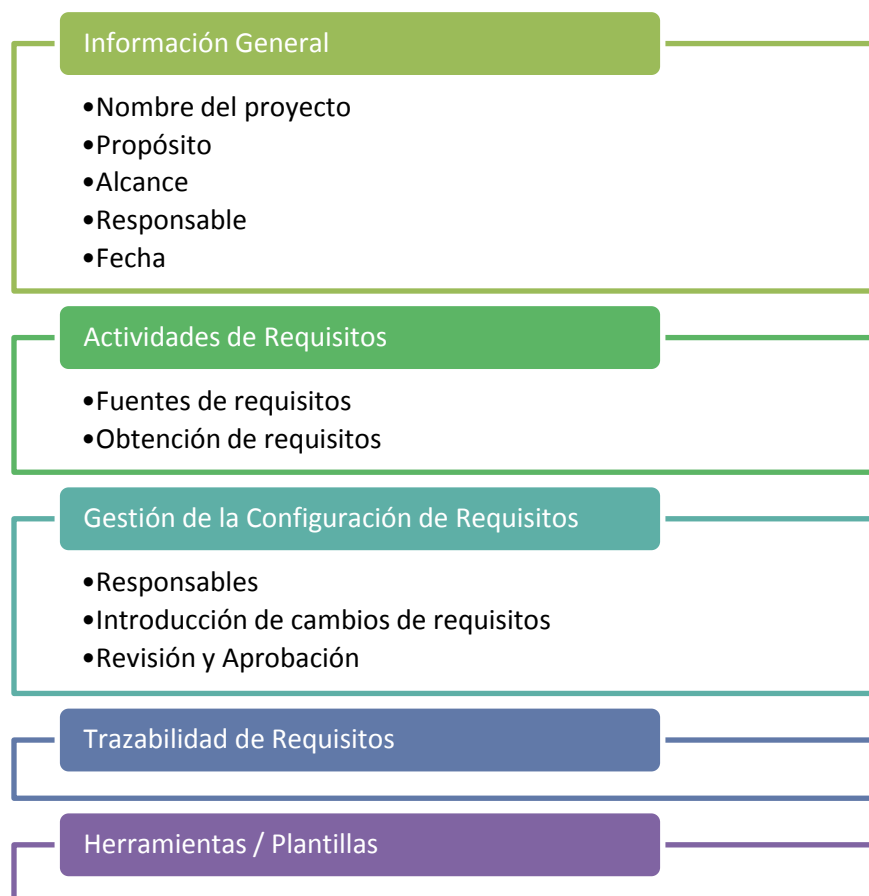 Información General
•Nombre del proyecto
•Propósito
•Alcance
•Responsable
•Fecha
Actividades de Requisitos
•Fuentes de requisitos
•Obtención de requisitos
Gestión de la Configuración de Requisitos
•Responsables
•Introducción de cambios de requisitos
•Revisión y Aprobación
Trazabilidad de Requisitos
Herramientas / Plantillas